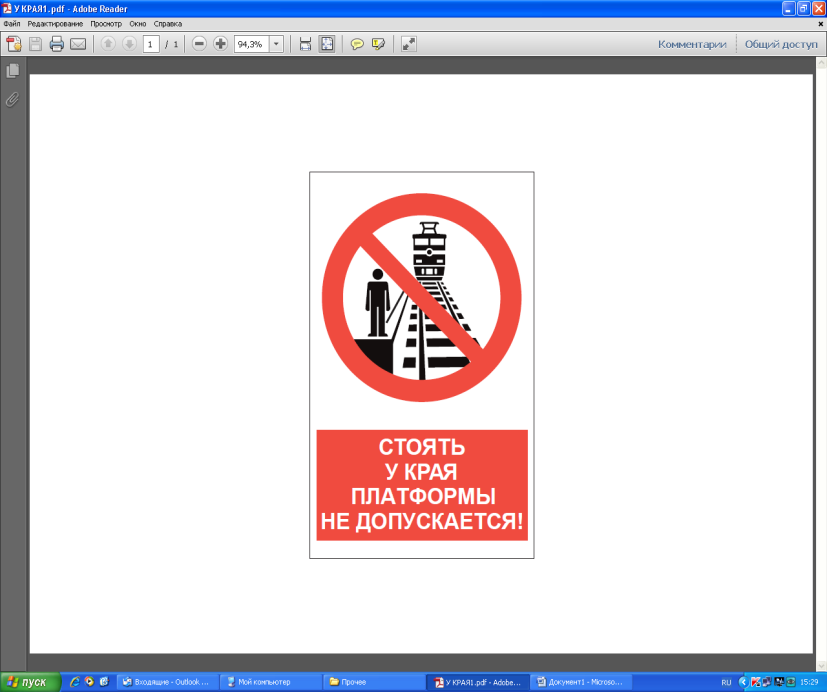 У КРАЯ1.pdf - Adobe Reader
Файл Редактирование Просмотр Окно Справка
1 / 1 94,3% Комментарии Общий доступ
СТОЯТЬ
У КРАЯ
ПЛАТФОРМЫ
НЕ ДОПУСКАЕТСЯ!
пуск Входящие - Outlook ... Мой компьютер Прочее У КРАЯ1.pdf - Adobe... Документ1 - Microso... RU 15:29